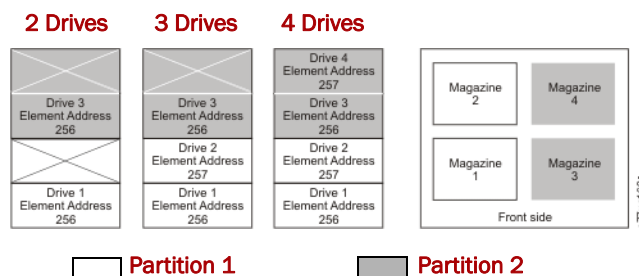 2 Drives
3 Drives
4 Drives
Drive 3
Element Address
256
Drive 1
Element Address
256
Drive 3
Element Address
256
Drive 2
Element Address
257
Drive 1
Element Address
256
Drive 4
Element Address
257
Drive 3
Element Address
256
Drive 2
Element Address
257
Drive 1
Element Address
256
Magazine
2
Magazine
4
Magazine
1
Magazine
3
Front side
Partition 1
Partition 2